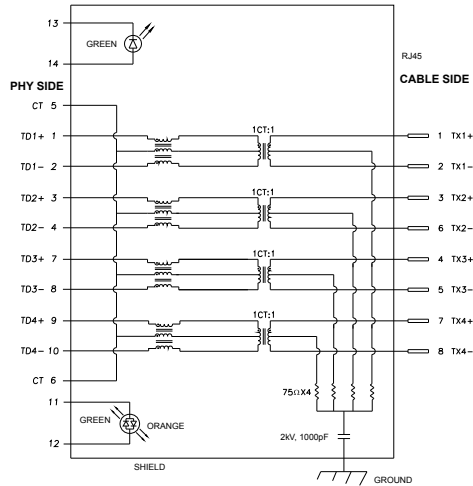 13
GREEN
14
RJ45
PHY SIDE
CABLE SIDE
CT 5
1CT:1
TD1+ 1
1 TX1+
TD1- 2
2 TX1-
1CT:1
TD2+ 3
3 TX2+
TD2- 4
6 TX2-
1CT:1
TD3+ 7
4 TX3+
TD3- 8
5 TX3-
1CT:1
TD4+ 9
7 TX4+
TD4- 10
8 TX4-
CT 6
75ΩX4
11
GREEN
ORANGE
2kV, 1000pF
12
SHIELD
GROUND